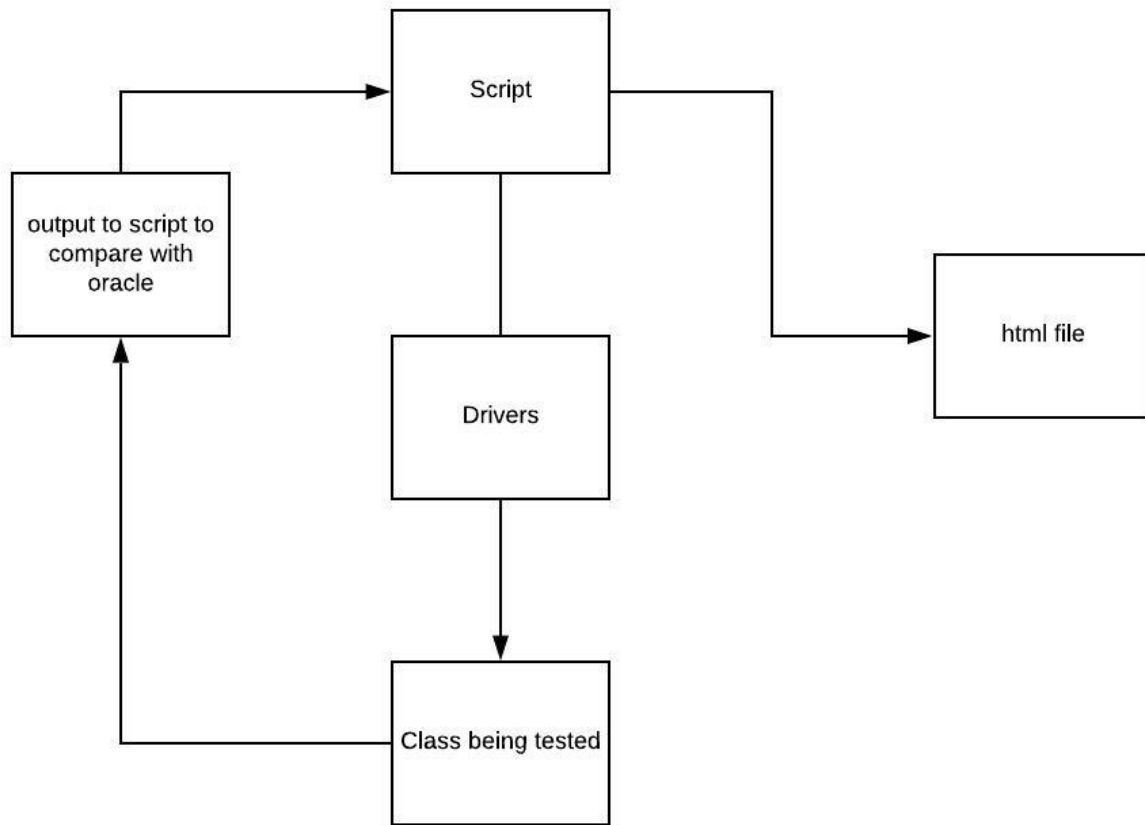 Script
output to script to
compare with
oracle
html file
Drivers
Class being tested